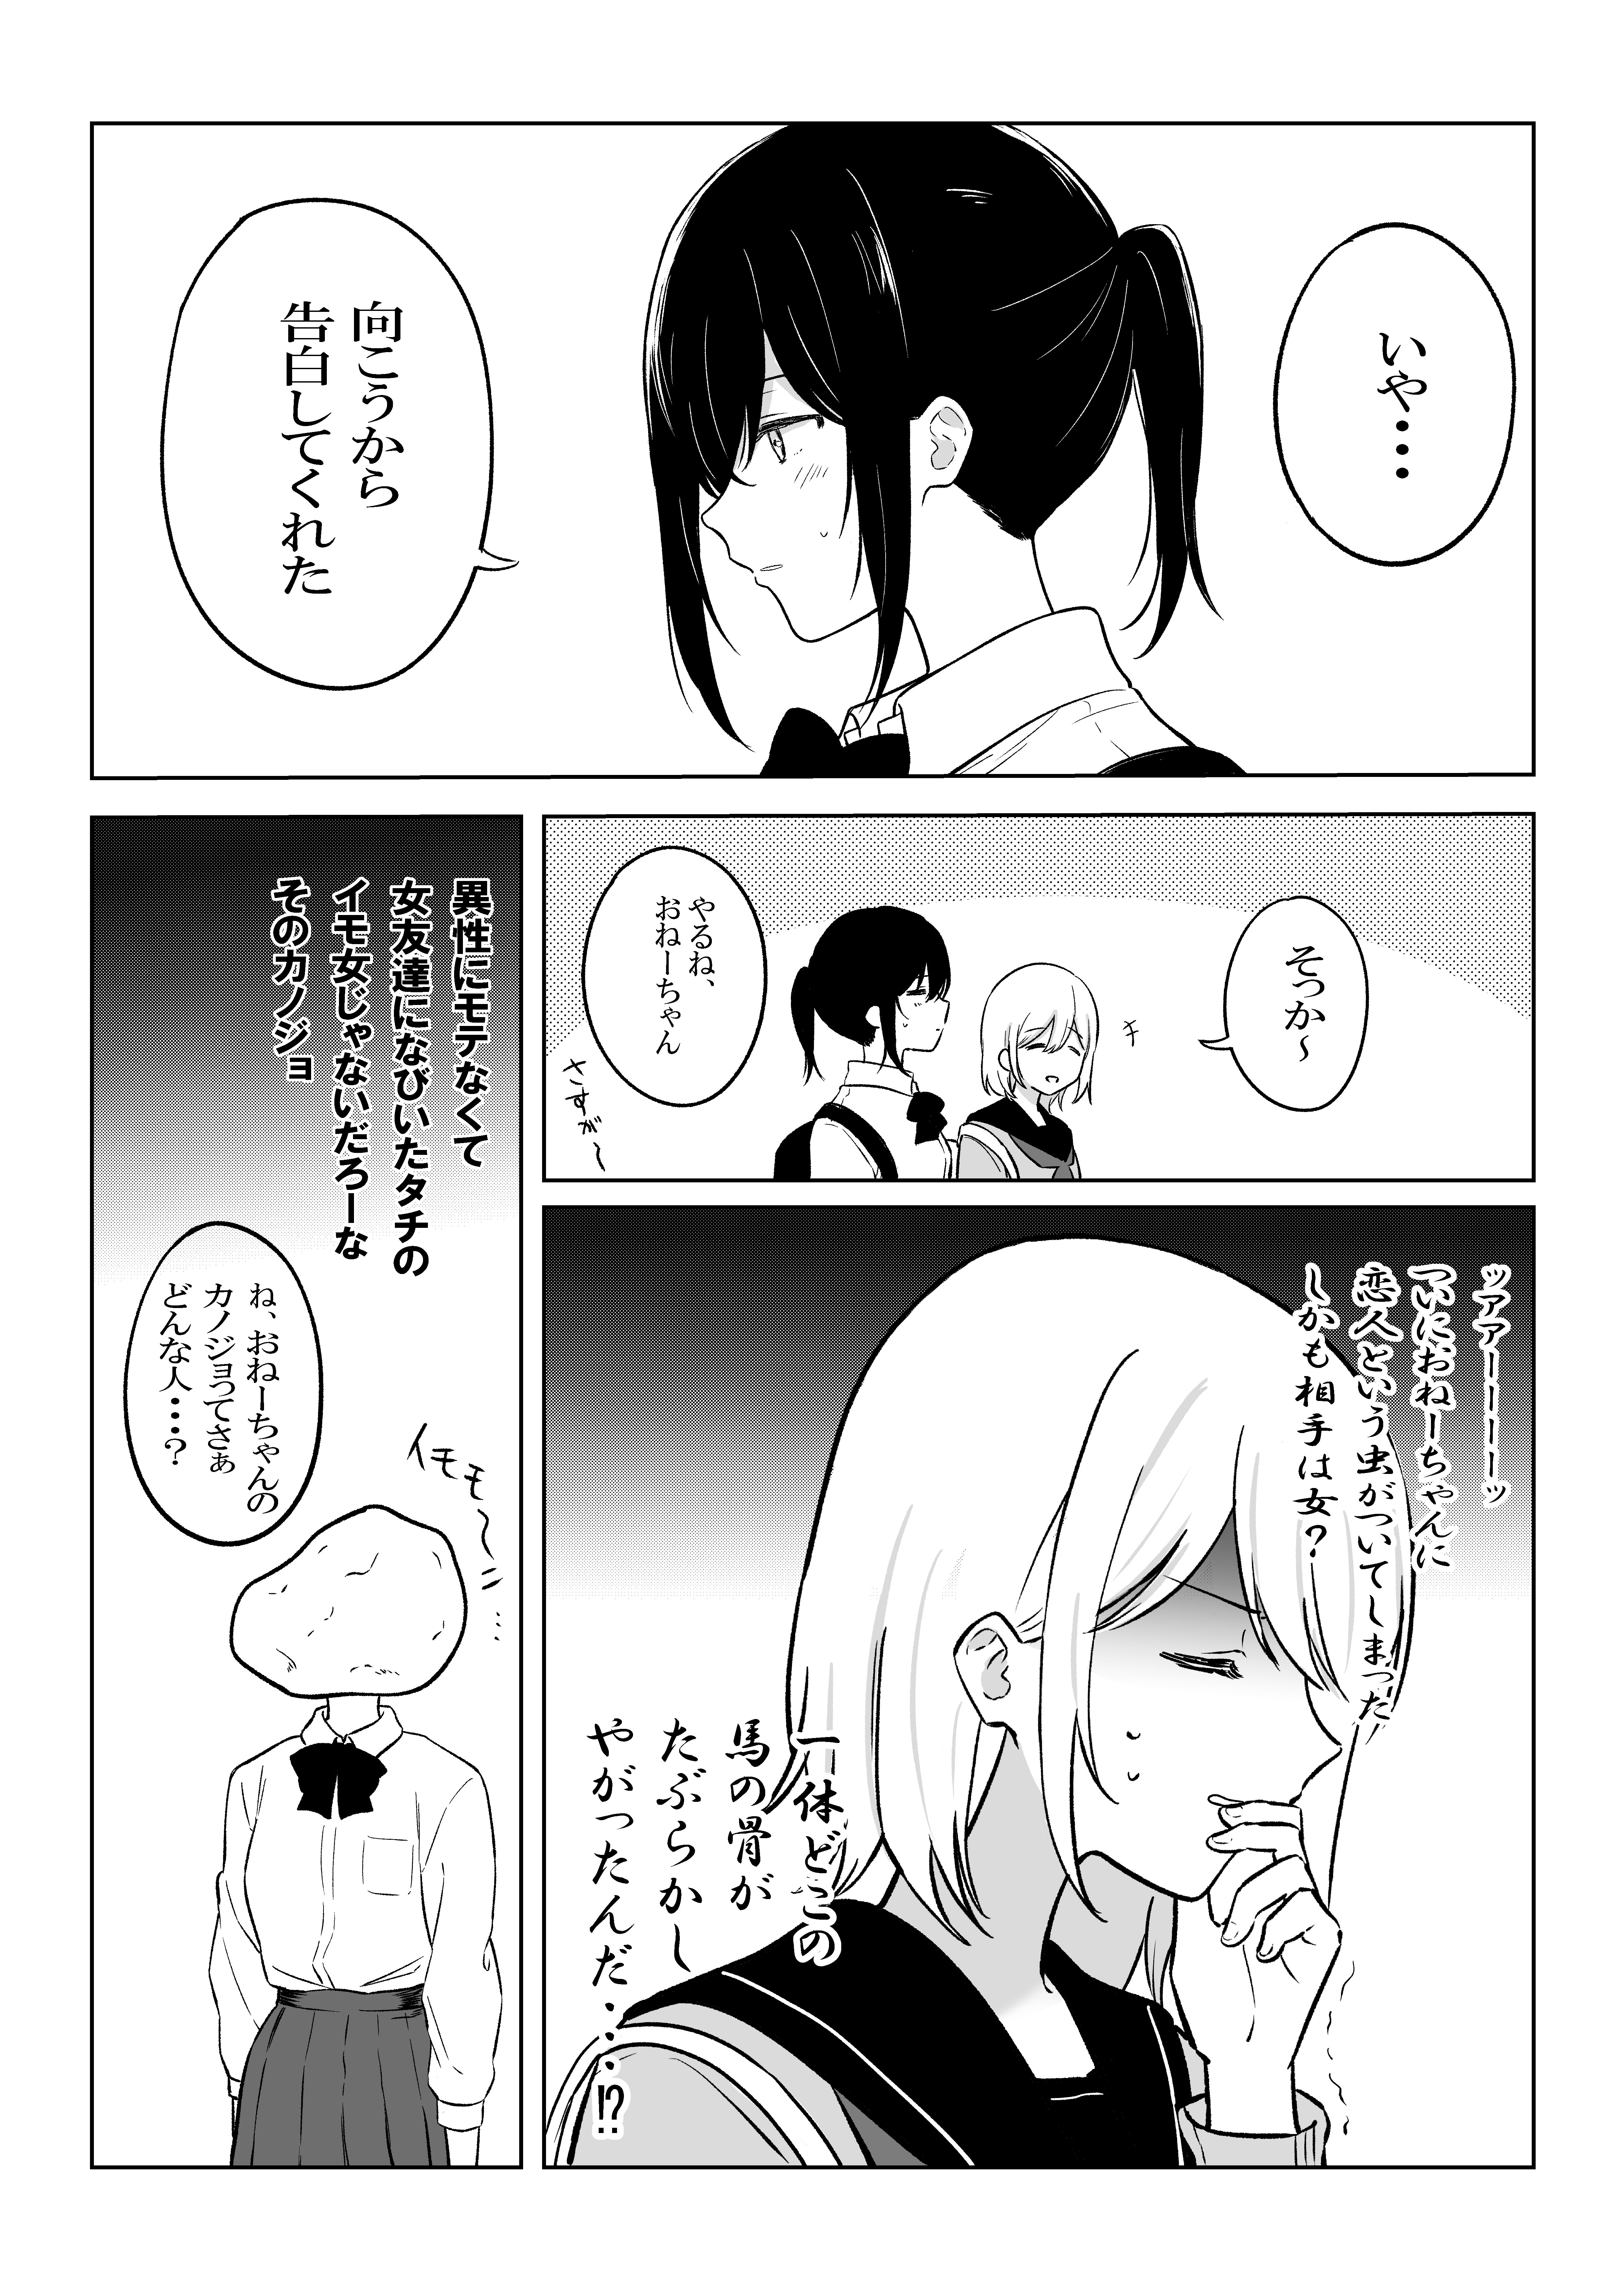 いや・・・
向こうから
告白してくれた
そっか〜
キ
やるね、
おねーちゃん
さすが〜
ッアァーーーーッ
ついにおねーちゃんに
恋人という虫がついてしまった
しかも相手は女？
一体どこの
馬の骨が
たぶらかし
やがったんだ・・・⁉
異性にモテなくて
女友達になびいたタチの
イモ女じゃないだろーな
そのカノジョ
ね、おねーちゃんの
カノジョってさぁ
どんな人・・・？
イモモ〜